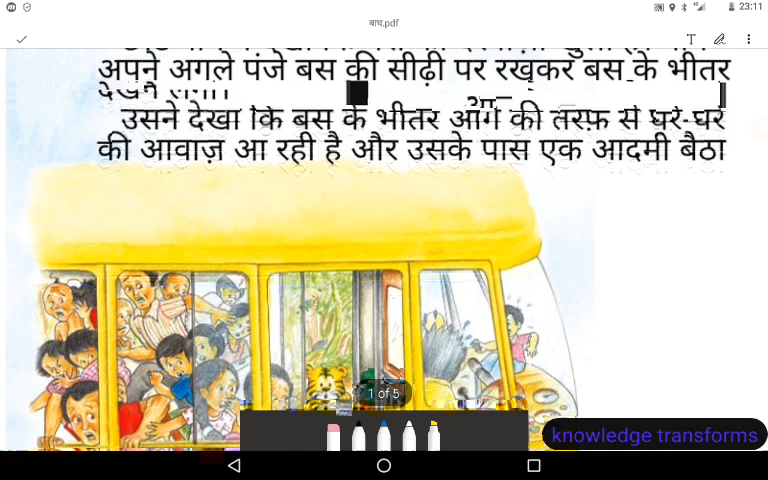 23:11
बाघ.pdf
अपने अगले पंजे बस की सीढ़ी पर रखकर बस के भीतर
उसने देखा कि बस के भीतर आगे की तरफ़ से घर्र-घर्र
की आवाज़ आ रही है और उसके पास एक आदमी बैठा
1 of 5
knowledge transforms